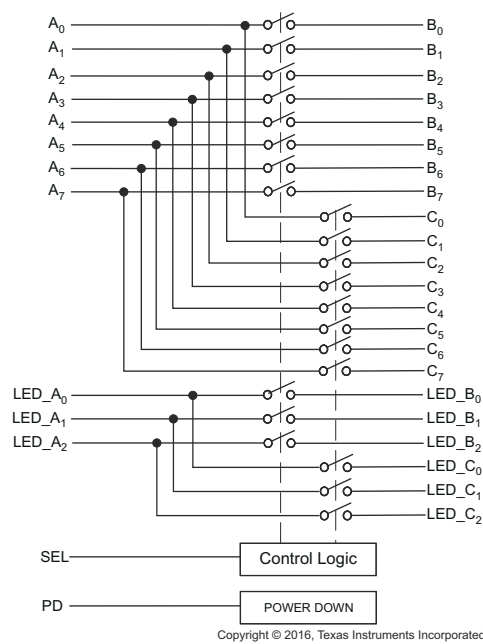 A₀ B₀
A₁ B₁
A₂ B₂
A₃ B₃
A₄ B₄
A₅ B₅
A₆ B₆
A₇ B₇
C₀
C₁
C₂
C₃
C₄
C₅
C₆
C₇
LED_A₀ LED_B₀
LED_A₁ LED_B₁
LED_A₂ LED_B₂
LED_C₀
LED_C₁
LED_C₂
SEL Control Logic
PD POWER DOWN
Copyright © 2016, Texas Instruments Incorporated